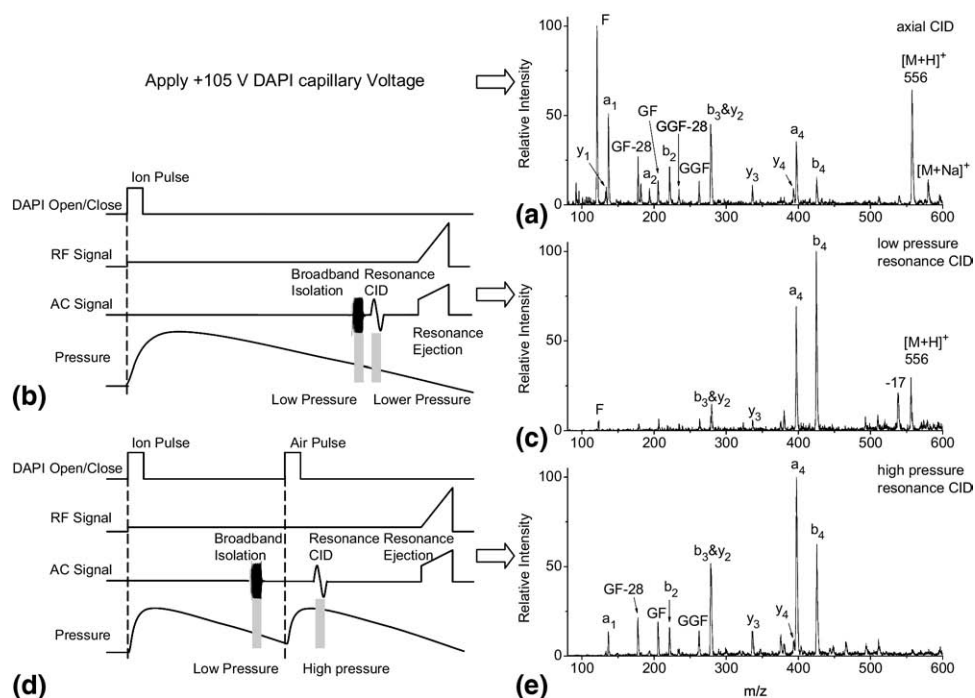 Apply +105 V DAPI capillary Voltage
100
50
0
Relative Intensity
F
axial CID
[M+H]⁺
556
a₁
y₁
GF-28
GF
a₂
b₂
GGF-28
GGF
b₃&y₂
y₃
a₄
y₄
b₄
[M+Na]⁺
100 200 300 400 500 600
(a)
Ion Pulse
DAPI Open/Close
RF Signal
Broadband Resonance
Isolation CID
AC Signal
Resonance
Ejection
Pressure
Low Pressure Lower Pressure
(b)
100
50
0
Relative Intensity
low pressure
resonance CID
b₄
a₄
[M+H]⁺
556
-17
F
b₃&y₂
y₃
100 200 300 400 500 600
(c)
Ion Pulse Air Pulse
DAPI Open/Close
RF Signal
Broadband Resonance Resonance
Isolation CID Ejection
AC Signal
Pressure
Low Pressure High pressure
(d)
100
50
0
Relative Intensity
high pressure
resonance CID
a₄
b₄
b₃&y₂
GF-28
a₁
GF
b₂
GGF
y₃
y₄
100 200 300 400 500 600
m/z
(e)